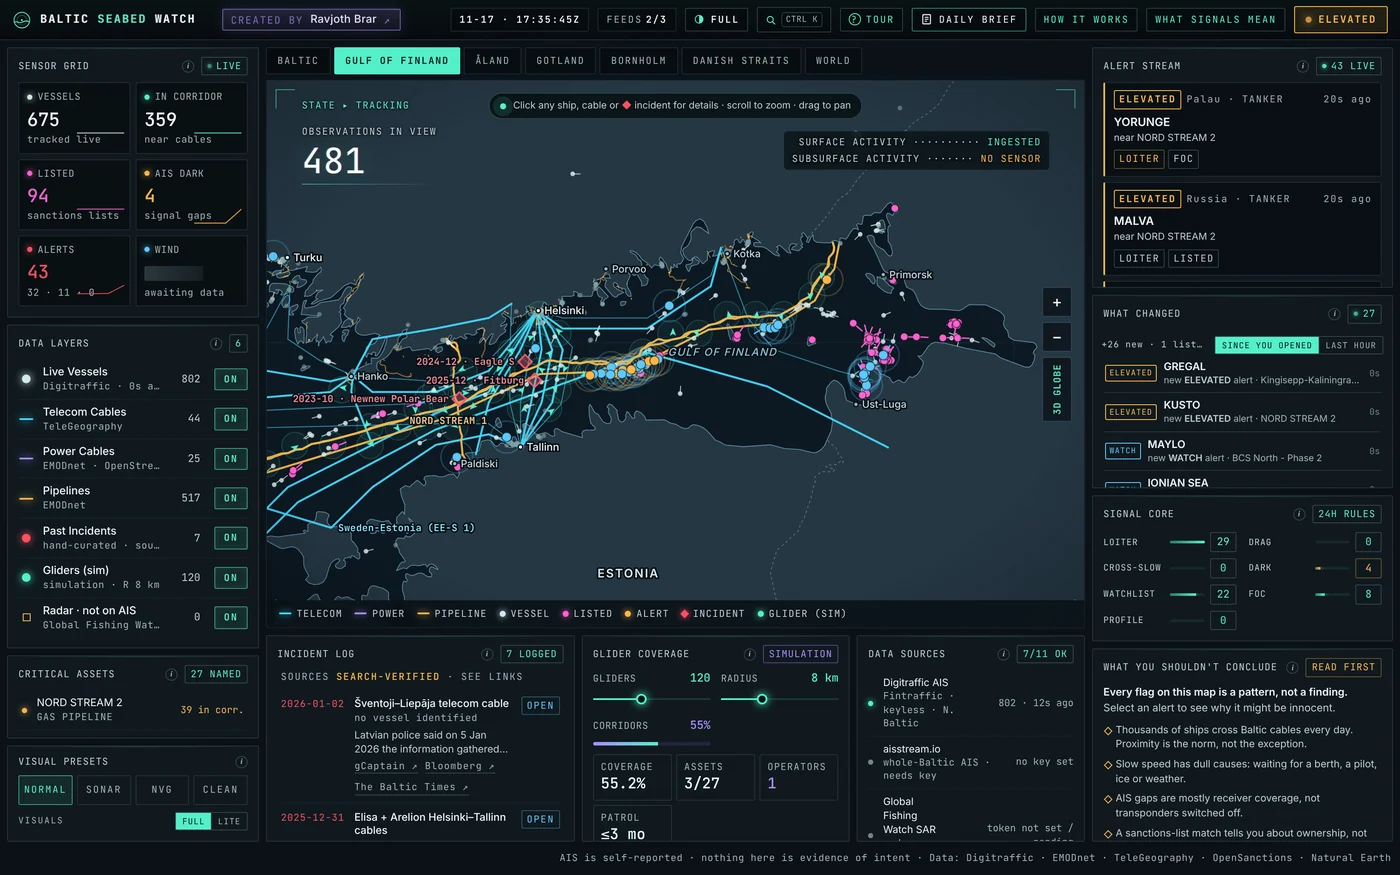 BALTIC SEABED WATCH
CREATED BY Ravjoth Brar ↗
11-17 · 17:35:45Z
FEEDS 2/3
FULL
CTRL K
TOUR
DAILY BRIEF
HOW IT WORKS
WHAT SIGNALS MEAN
ELEVATED
SENSOR GRID
LIVE
VESSELS
675
tracked live
IN CORRIDOR
359
near cables
LISTED
94
sanctions lists
AIS DARK
4
signal gaps
ALERTS
43
32 · 11 · 0
WIND
awaiting data
DATA LAYERS
6
Live Vessels
Digitraffic · 0s a…
802
ON
Telecom Cables
TeleGeography
44
ON
Power Cables
EMODnet · OpenStre…
25
ON
Pipelines
EMODnet
517
ON
Past Incidents
hand-curated · sou…
7
ON
Gliders (sim)
simulation · R 8 km
120
ON
Radar · not on AIS
Global Fishing Wat…
0
ON
CRITICAL ASSETS
27 NAMED
NORD STREAM 2
GAS PIPELINE
39 in corr.
VISUAL PRESETS
NORMAL
SONAR
NVG
CLEAN
VISUALS
FULL
LITE
BALTIC
GULF OF FINLAND
ÅLAND
GOTLAND
BORNHOLM
DANISH STRAITS
WORLD
STATE ▸ TRACKING
Click any ship, cable or ◆ incident for details · scroll to zoom · drag to pan
OBSERVATIONS IN VIEW
481
SURFACE ACTIVITY ·········· INGESTED
SUBSURFACE ACTIVITY ······· NO SENSOR
Turku
Porvoo
Kotka
Primorsk
Helsinki
GULF OF FINLAND
2024-12 · Eagle S
Hanko
2025-12 · Fitburg
2023-10 · Newnew Polar Bear
NORD STREAM 1
Ust-Luga
Tallinn
Paldiski
Sweden-Estonia (EE-S 1)
ESTONIA
+
−
3D GLOBE
TELECOM
POWER
PIPELINE
VESSEL
LISTED
ALERT
INCIDENT
GLIDER (SIM)
INCIDENT LOG
7 LOGGED
SOURCES SEARCH-VERIFIED · SEE LINKS
2026-01-02
Šventoji–Liepāja telecom cable
OPEN
no vessel identified
Latvian police said on 5 Jan
2026 the information gathered…
gCaptain ↗ Bloomberg ↗
The Baltic Times ↗
2025-12-31
Elisa + Arelion Helsinki–Tallinn
cables
OPEN
GLIDER COVERAGE
SIMULATION
GLIDERS 120
RADIUS 8 km
CORRIDORS 55%
COVERAGE
55.2%
ASSETS
3/27
OPERATORS
1
PATROL
≤3 mo
DATA SOURCES
7/11 OK
Digitraffic AIS
Fintraffic ·
keyless · N.
Baltic
802 · 12s ago
aisstream.io
whole-Baltic AIS ·
needs key
no key set
Global
Fishing
Watch SAR
token not set /
ALERT STREAM
43 LIVE
ELEVATED Palau · TANKER 20s ago
YORUNGE
near NORD STREAM 2
LOITER FOC
ELEVATED Russia · TANKER 20s ago
MALVA
near NORD STREAM 2
LOITER LISTED
WHAT CHANGED
27
+26 new · 1 list…
SINCE YOU OPENED
LAST HOUR
ELEVATED
GREGAL
new ELEVATED alert · Kingisepp-Kaliningra…
0s
ELEVATED
KUSTO
new ELEVATED alert · NORD STREAM 2
0s
WATCH
MAYLO
new WATCH alert · BCS North - Phase 2
0s
IONIAN SEA
SIGNAL CORE
24H RULES
LOITER 29
DRAG 0
CROSS-SLOW 0
DARK 4
WATCHLIST 22
FOC 8
PROFILE 0
WHAT YOU SHOULDN'T CONCLUDE
READ FIRST
Every flag on this map is a pattern, not a finding.
Select an alert to see why it might be innocent.
Thousands of ships cross Baltic cables every day.
Proximity is the norm, not the exception.
Slow speed has dull causes: waiting for a berth, a pilot,
ice or weather.
AIS gaps are mostly receiver coverage, not
transponders switched off.
A sanctions-list match tells you about ownership, not
AIS is self-reported · nothing here is evidence of intent · Data: Digitraffic · EMODnet · TeleGeography · OpenSanctions · Natural Earth